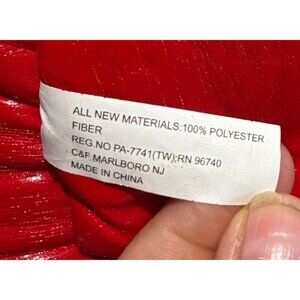 ALL NEW MATERIALS:100% POLYESTER
FIBER
REG.NO PA-7741(TW);RN 96740
C&F MARLBORO NJ
MADE IN CHINA